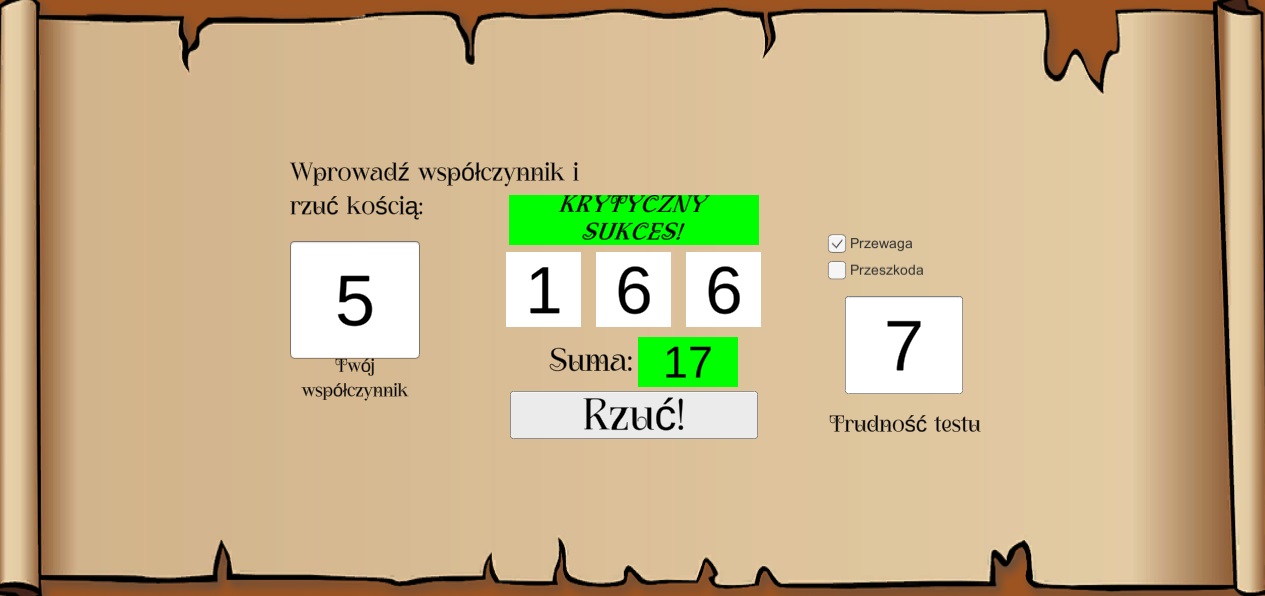 Wprowadź współczynnik i
rzuć kością:
KRYTYCZNY
SUKCES!
Przewaga
Przeszkoda
5
1 6 6
7
Twój
współczynnik
Suma: 17
Rzuć!
Trudność testu